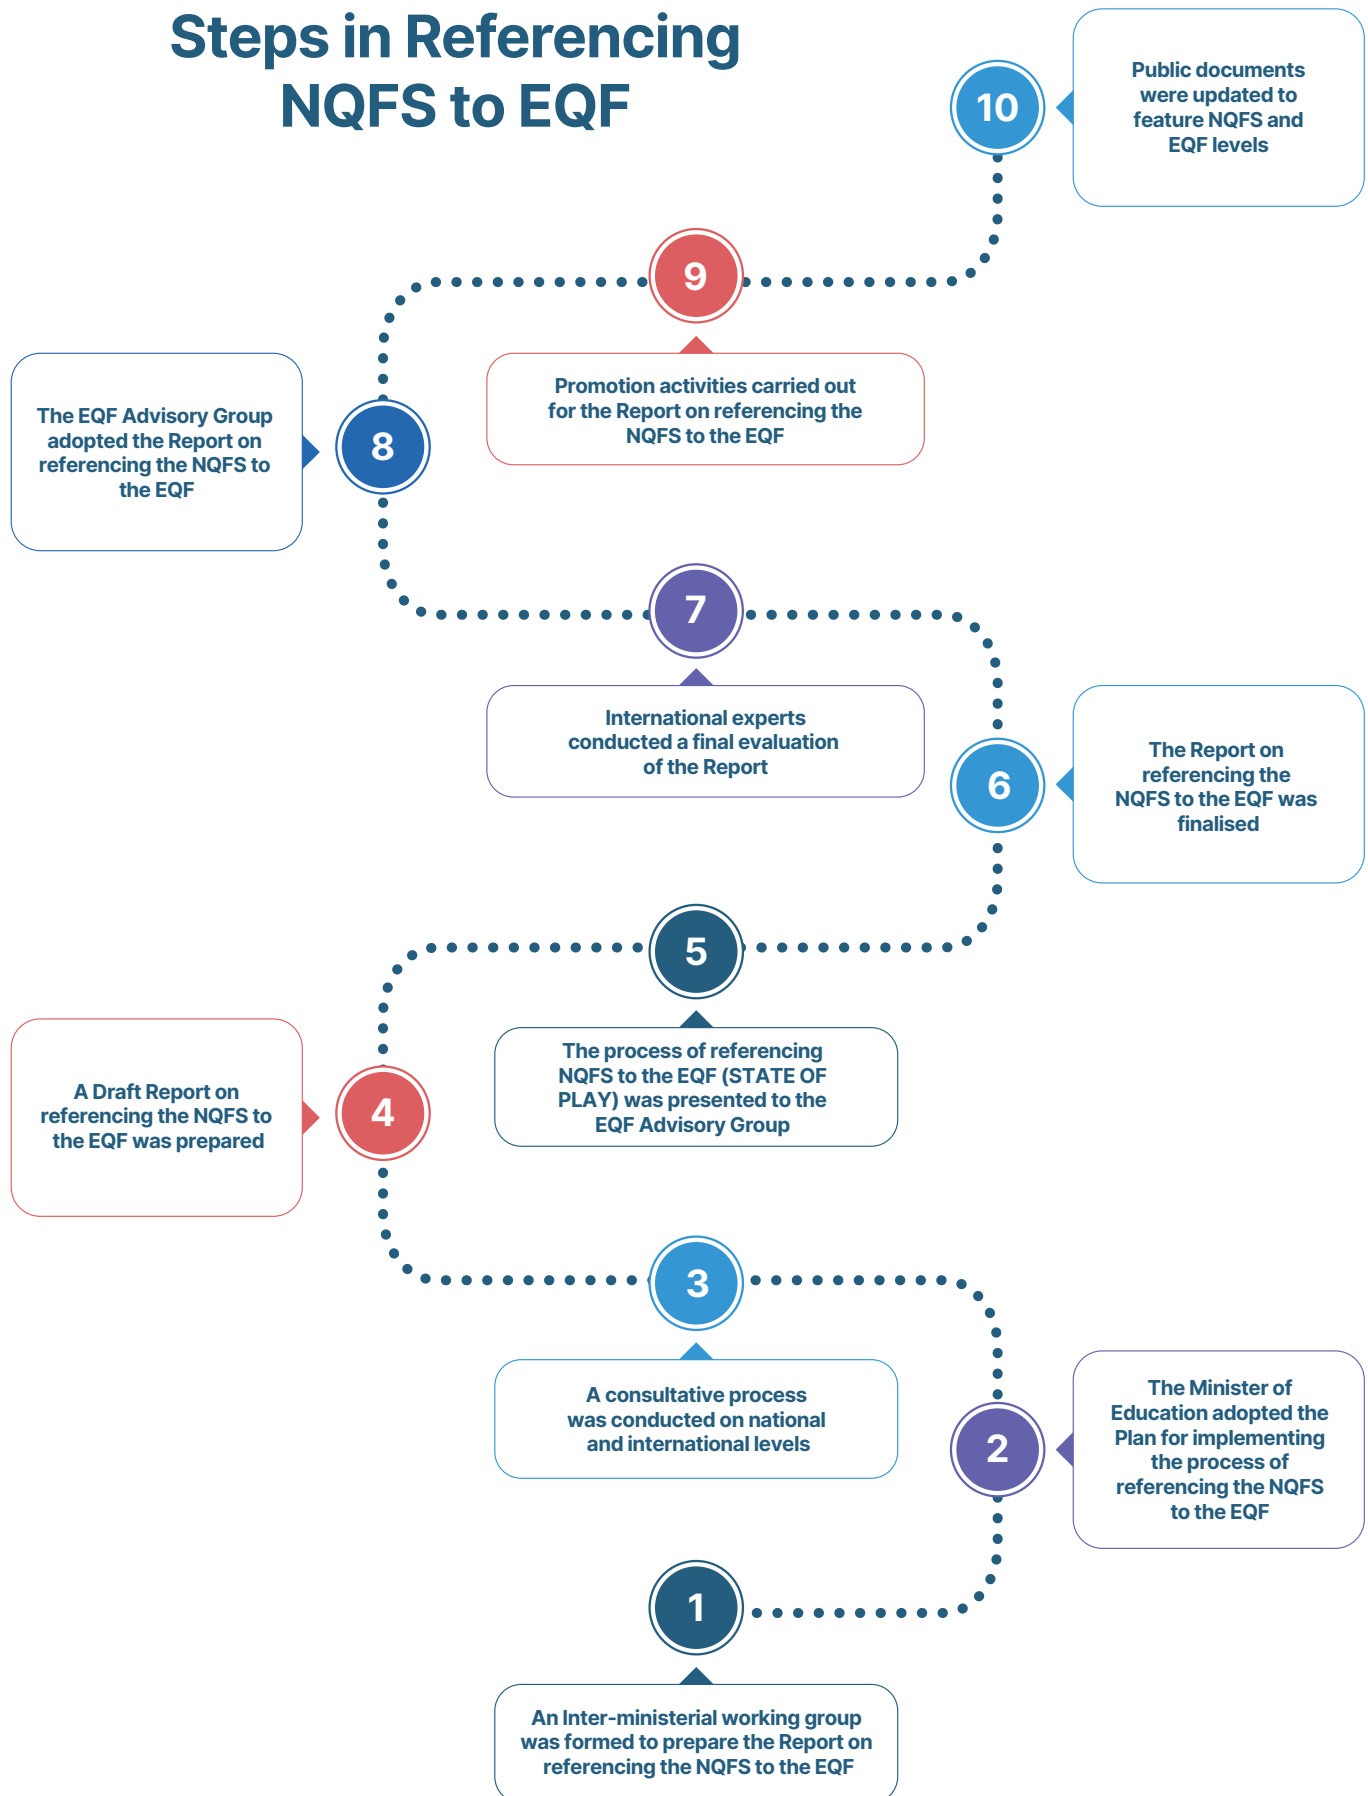 Steps in Referencing
NQFS to EQF
10
Public documents
were updated to
feature NQFS and
EQF levels
9
Promotion activities carried out
for the Report on referencing the
NQFS to the EQF
The EQF Advisory Group
adopted the Report on
referencing the NQFS to
the EQF
8
7
International experts
conducted a final evaluation
of the Report
6
The Report on
referencing the
NQFS to the EQF was
finalised
5
The process of referencing
NQFS to the EQF (STATE OF
PLAY) was presented to the
EQF Advisory Group
A Draft Report on
referencing the NQFS to
the EQF was prepared
4
3
A consultative process
was conducted on national
and international levels
2
The Minister of
Education adopted the
Plan for implementing
the process of
referencing the NQFS
to the EQF
1
An Inter-ministerial working group
was formed to prepare the Report on
referencing the NQFS to the EQF